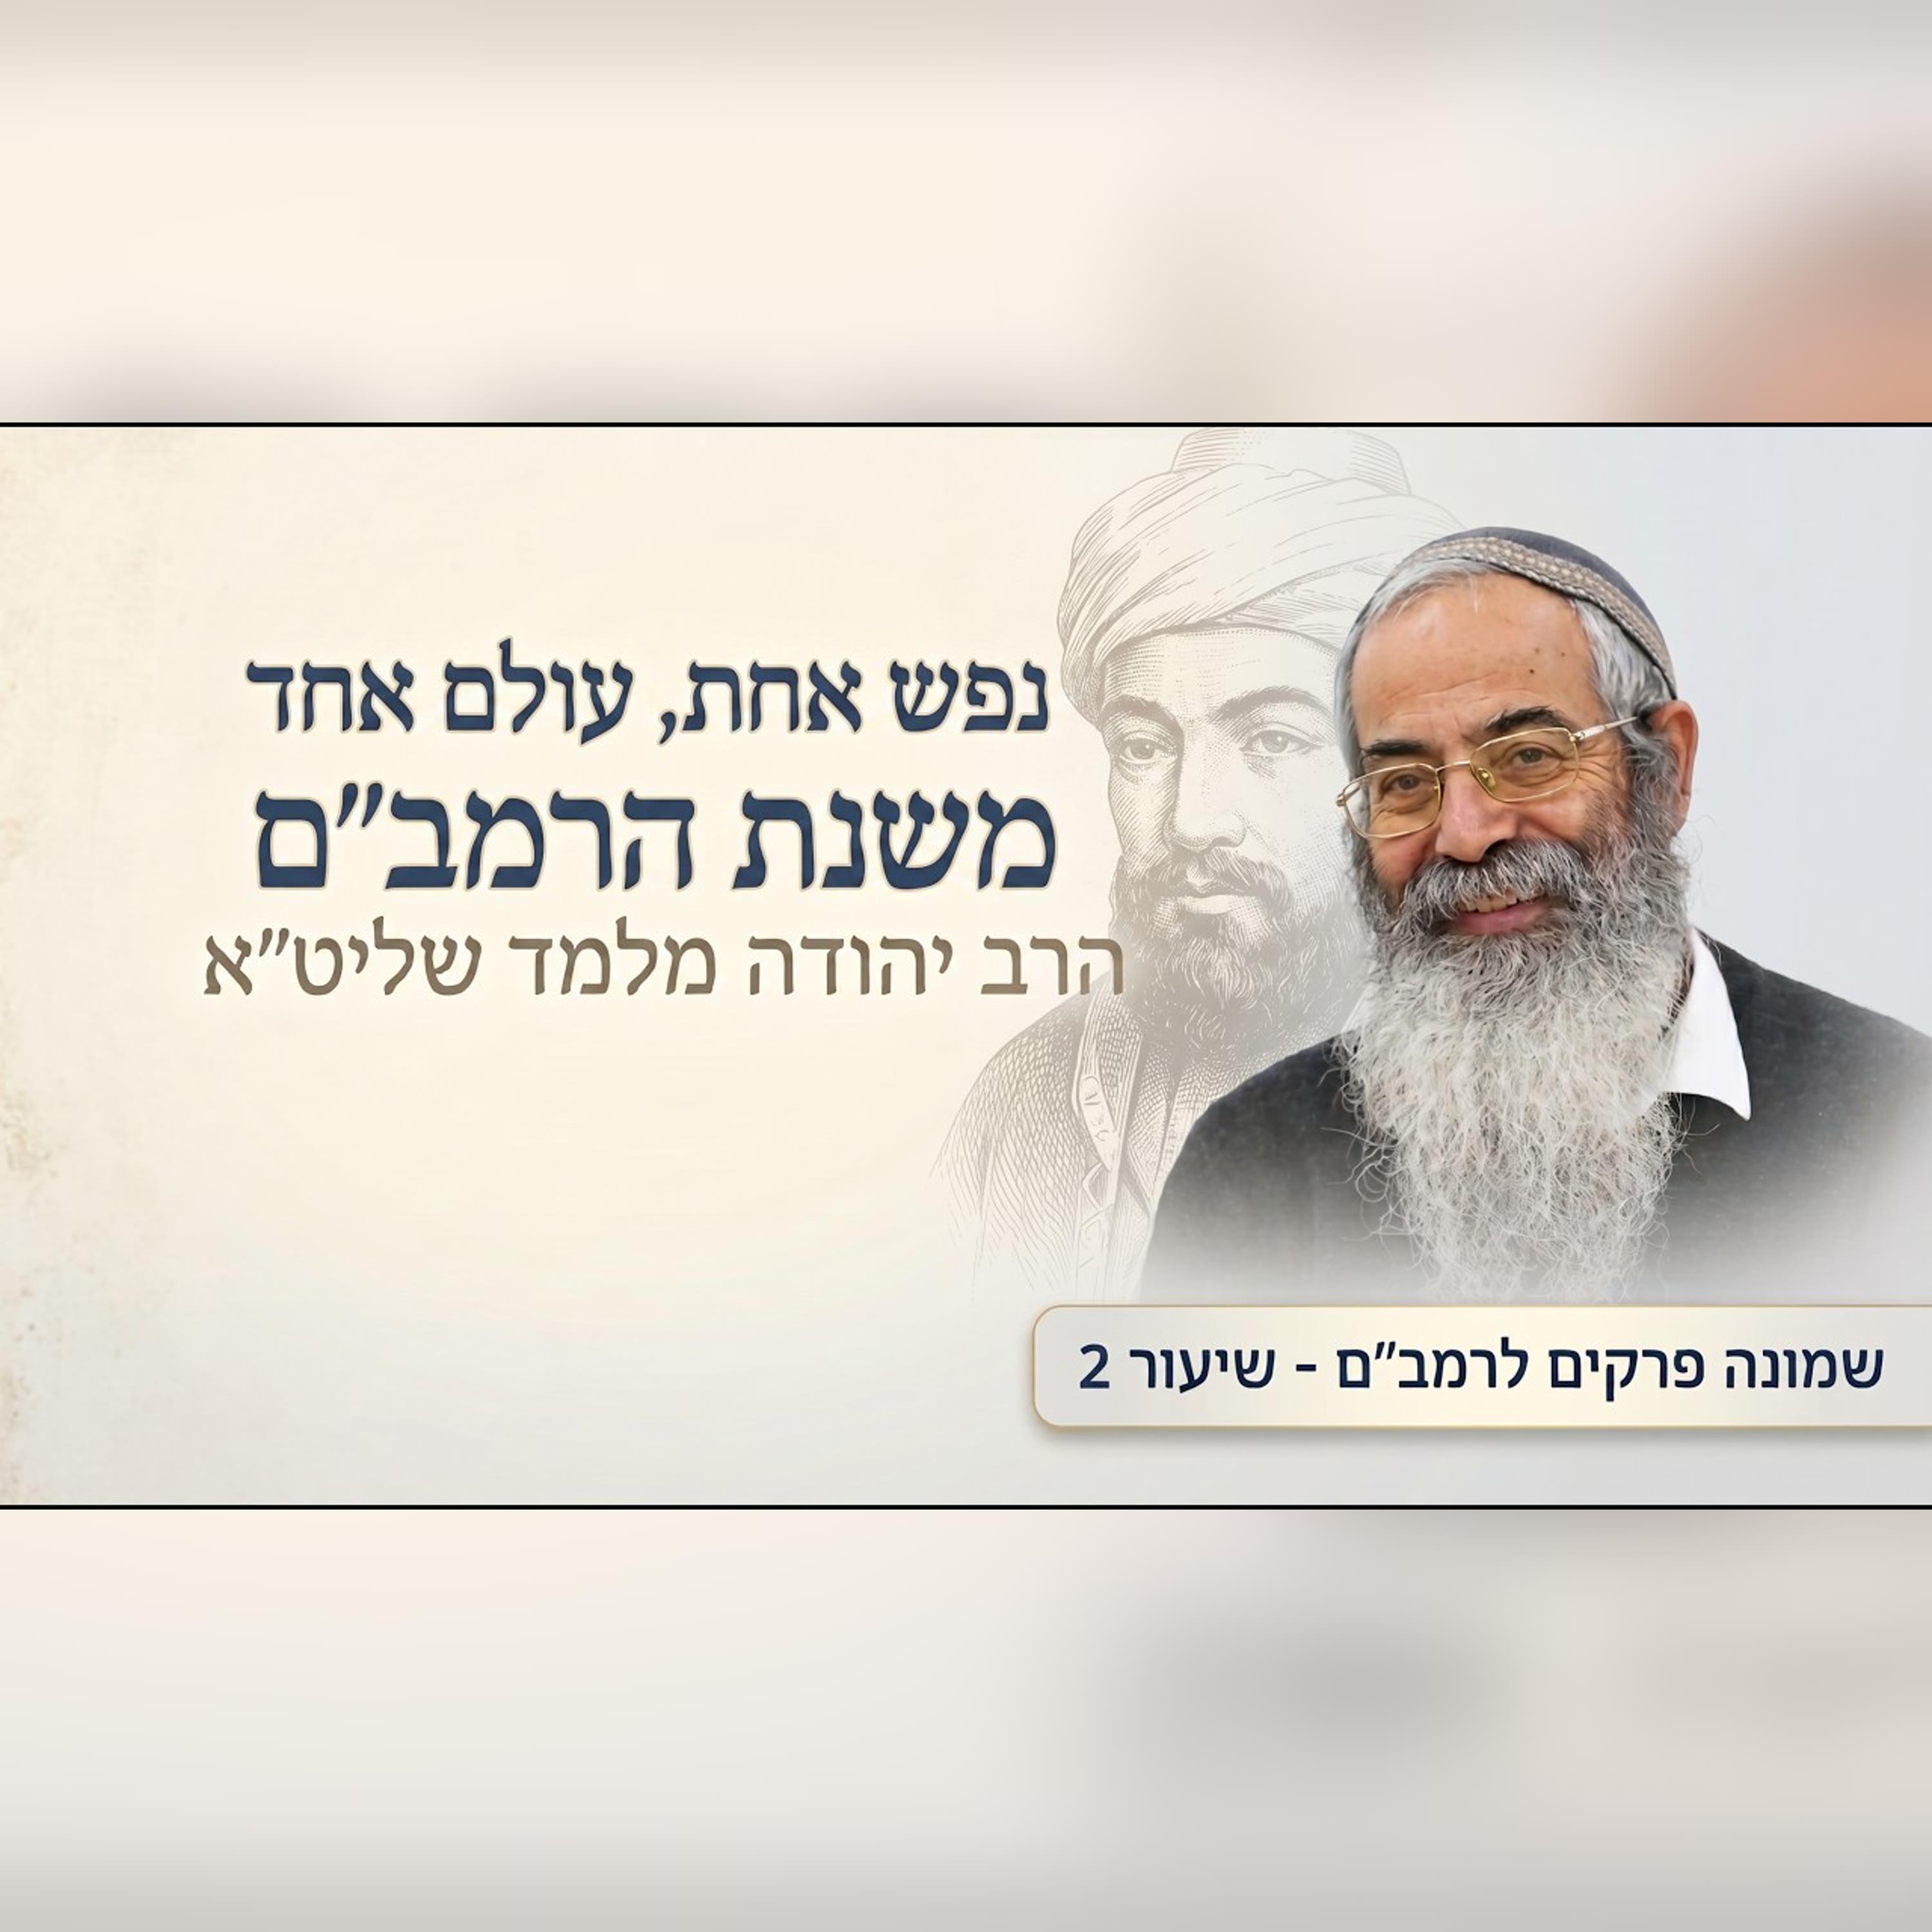 נפש אחת, עולם אחד
משנת הרמב"ם
הרב יהודה מלמד שליט"א
שמונה פרקים לרמב"ם - שיעור 2